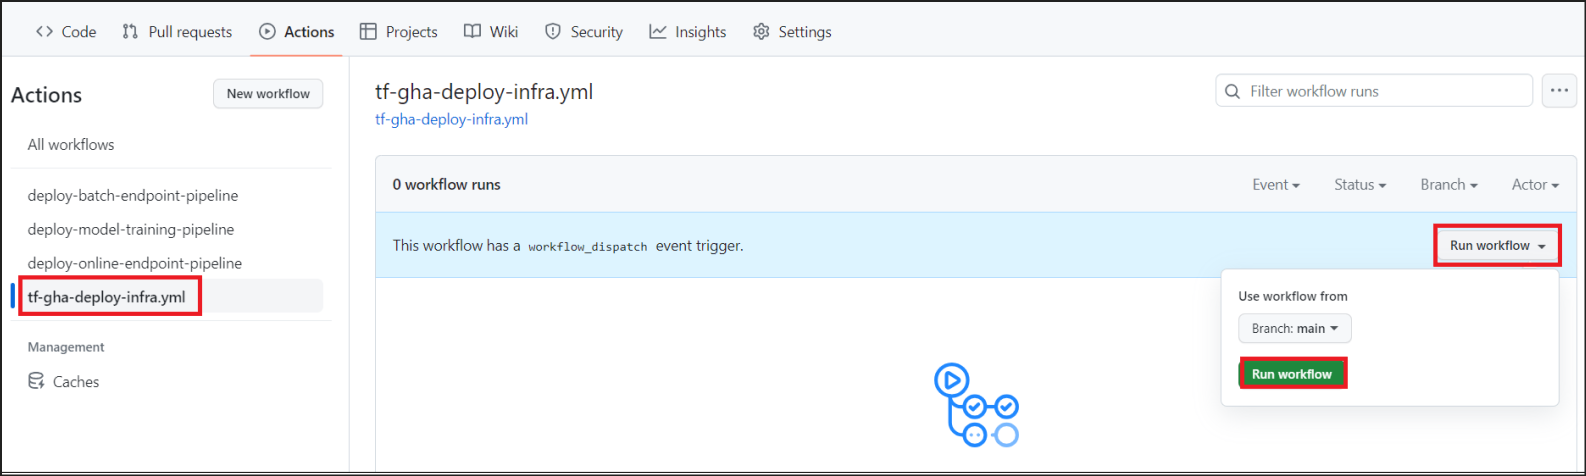 Code Pull requests Actions Projects Wiki Security Insights Settings
Actions
New workflow
All workflows
deploy-batch-endpoint-pipeline
deploy-model-training-pipeline
deploy-online-endpoint-pipeline
tf-gha-deploy-infra.yml
Management
Caches
tf-gha-deploy-infra.yml
tf-gha-deploy-infra.yml
Filter workflow runs
0 workflow runs
Event Status Branch Actor
This workflow has a workflow_dispatch event trigger.
Run workflow
Use workflow from
Branch: main
Run workflow